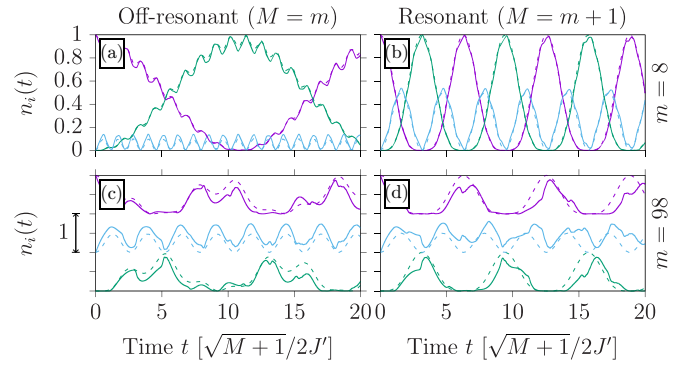 Off-resonant (M = m)
Resonant (M = m + 1)
(a)
(b)
n_i(t)
1
0.8
0.6
0.4
0.2
0
m = 8
(c)
(d)
n_i(t)
1
m = 98
0 5 10 15 20
0 5 10 15 20
Time t [√M + 1/2J′]
Time t [√M + 1/2J′]